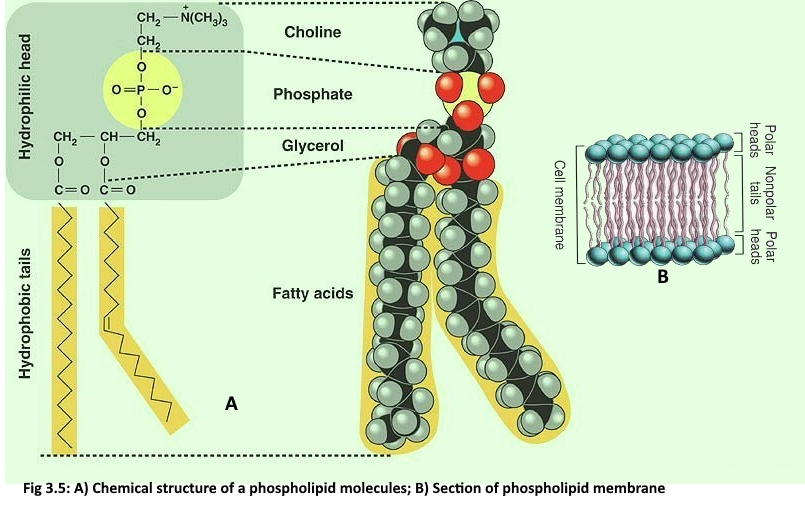 Hydrophilic head
CH₂ — N(CH₃)₃
+
CH₂
O
O=P—O⁻
O
CH₂ — CH — CH₂
O O
C=O C=O
Hydrophobic tails
Choline
Phosphate
Glycerol
Fatty acids
A
Cell membrane
Polar heads
Nonpolar tails
Polar heads
B
Fig 3.5: A) Chemical structure of a phospholipid molecules; B) Section of phospholipid membrane